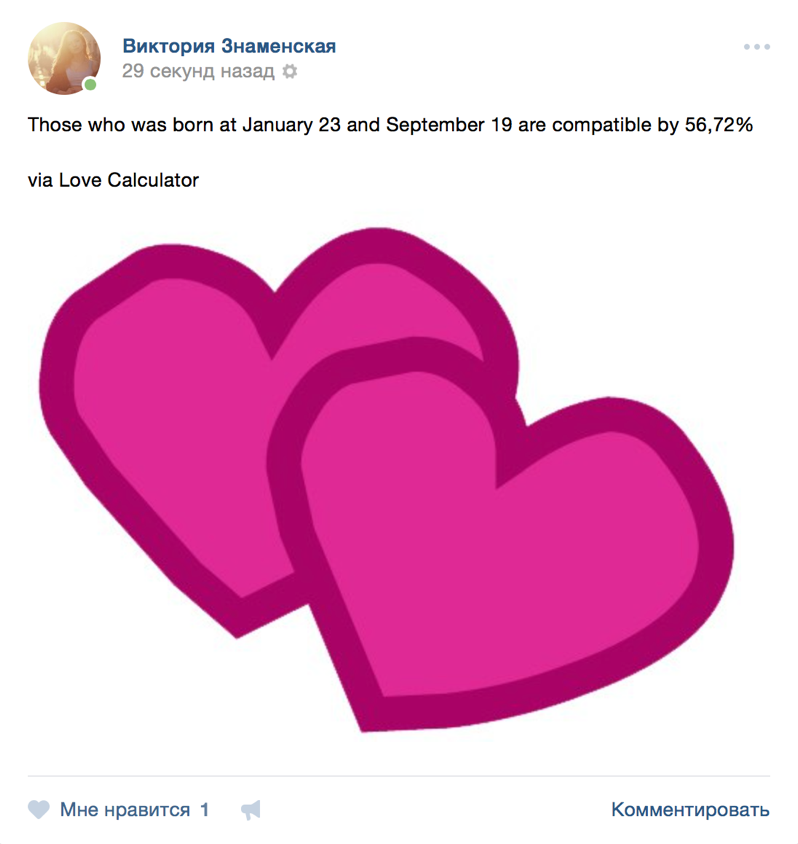 Виктория Знаменская
29 секунд назад
Those who was born at January 23 and September 19 are compatible by 56,72%
via Love Calculator
Мне нравится 1
Комментировать